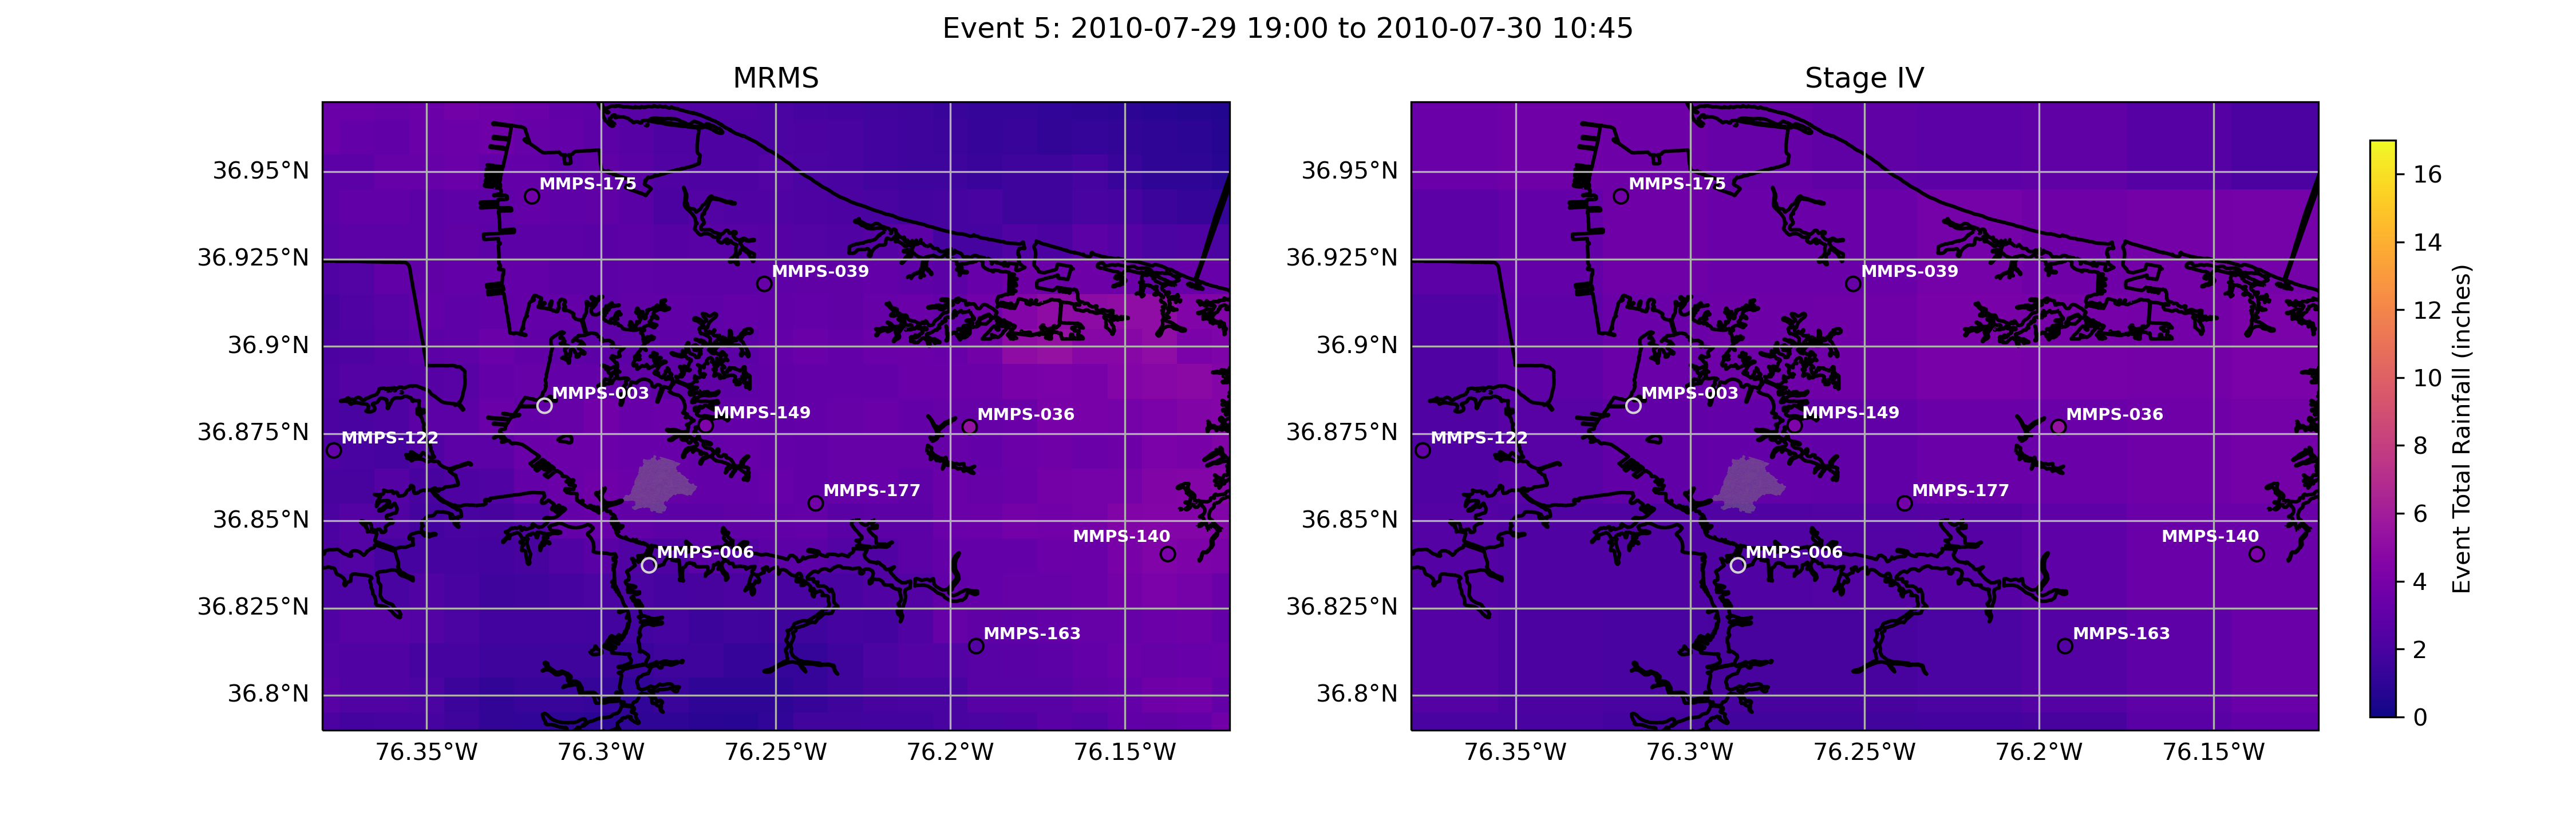 Event 5: 2010-07-29 19:00 to 2010-07-30 10:45
MRMS
36.95°N
36.925°N
36.9°N
36.875°N
36.85°N
36.825°N
36.8°N
76.35°W
76.3°W
76.25°W
76.2°W
76.15°W
MMPS-175
MMPS-039
MMPS-003
MMPS-149
MMPS-036
MMPS-122
MMPS-177
MMPS-140
MMPS-006
MMPS-163
Stage IV
36.95°N
36.925°N
36.9°N
36.875°N
36.85°N
36.825°N
36.8°N
76.35°W
76.3°W
76.25°W
76.2°W
76.15°W
MMPS-175
MMPS-039
MMPS-003
MMPS-149
MMPS-036
MMPS-122
MMPS-177
MMPS-140
MMPS-006
MMPS-163
16
14
12
10
8
6
4
2
0
Event Total Rainfall (inches)